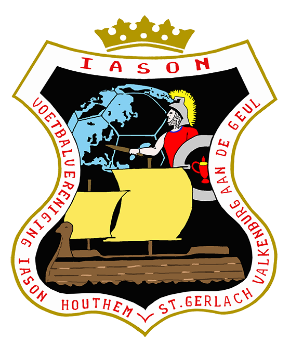 IASON
VOETBALVERENIGING IASON HOUTHEM - ST. GERLACH VALKENBURG AAN DE GEUL